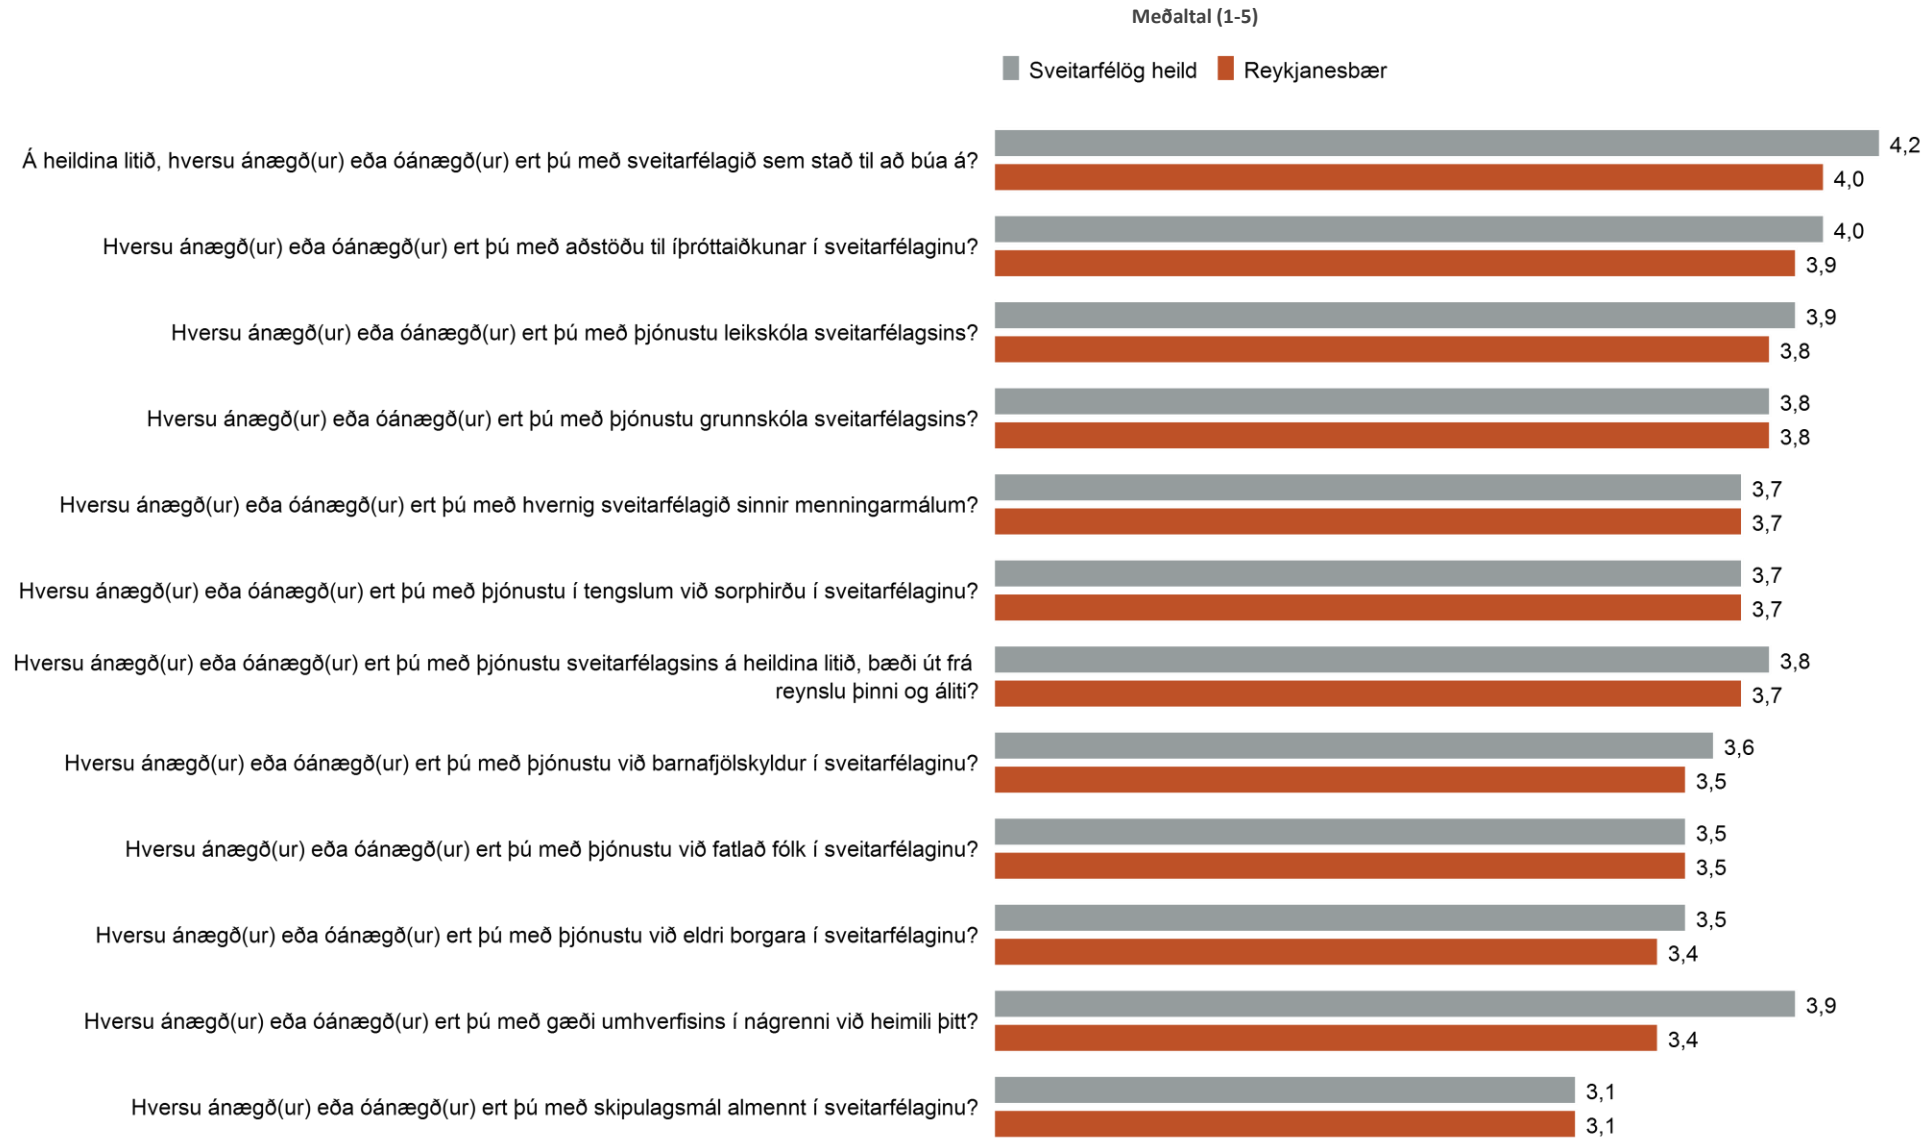 Meðaltal (1-5)
Sveitarfélög heild Reykjanesbær
Á heildina litið, hversu ánægð(ur) eða óánægð(ur) ert þú með sveitarfélagið sem stað til að búa á?
4,2
4,0
Hversu ánægð(ur) eða óánægð(ur) ert þú með aðstöðu til íþróttaiðkunar í sveitarfélaginu?
4,0
3,9
Hversu ánægð(ur) eða óánægð(ur) ert þú með þjónustu leikskóla sveitarfélagsins?
3,9
3,8
Hversu ánægð(ur) eða óánægð(ur) ert þú með þjónustu grunnskóla sveitarfélagsins?
3,8
3,8
Hversu ánægð(ur) eða óánægð(ur) ert þú með hvernig sveitarfélagið sinnir menningarmálum?
3,7
3,7
Hversu ánægð(ur) eða óánægð(ur) ert þú með þjónustu í tengslum við sorphirðu í sveitarfélaginu?
3,7
3,7
Hversu ánægð(ur) eða óánægð(ur) ert þú með þjónustu sveitarfélagsins á heildina litið, bæði út frá
reynslu þinni og áliti?
3,8
3,7
Hversu ánægð(ur) eða óánægð(ur) ert þú með þjónustu við barnafjölskyldur í sveitarfélaginu?
3,6
3,5
Hversu ánægð(ur) eða óánægð(ur) ert þú með þjónustu við fatlað fólk í sveitarfélaginu?
3,5
3,5
Hversu ánægð(ur) eða óánægð(ur) ert þú með þjónustu við eldri borgara í sveitarfélaginu?
3,5
3,4
Hversu ánægð(ur) eða óánægð(ur) ert þú með gæði umhverfisins í nágrenni við heimili þitt?
3,9
3,4
Hversu ánægð(ur) eða óánægð(ur) ert þú með skipulagsmál almennt í sveitarfélaginu?
3,1
3,1